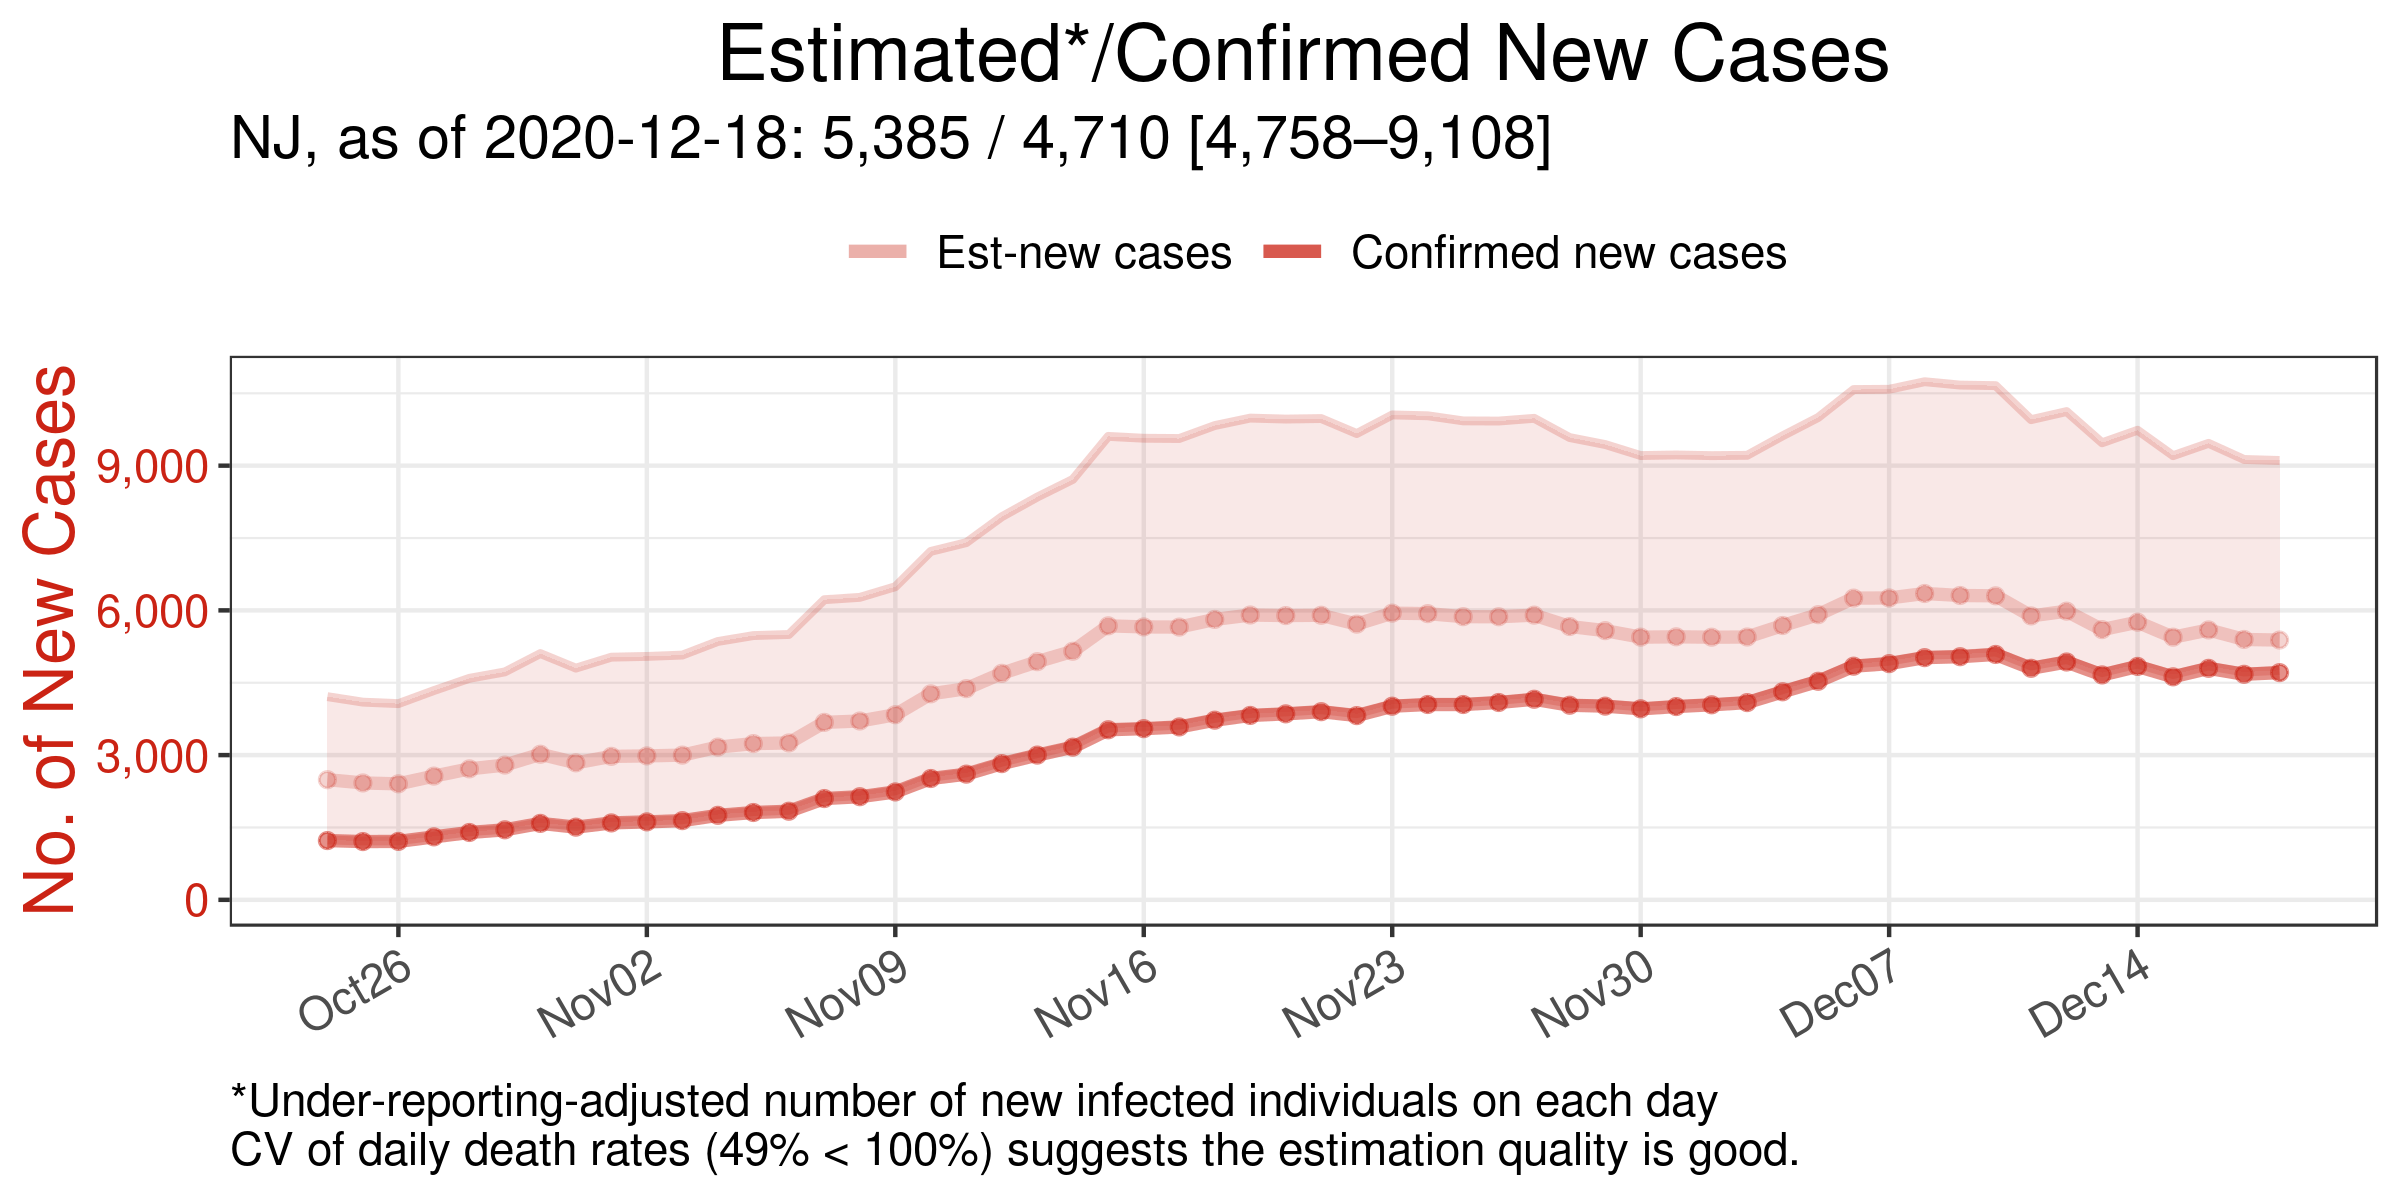 Estimated*/Confirmed New Cases
NJ, as of 2020-12-18: 5,385 / 4,710 [4,758–9,108]
Est-new cases Confirmed new cases
No. of New Cases
9,000
6,000
3,000
0
Oct26 Nov02 Nov09 Nov16 Nov23 Nov30 Dec07 Dec14
*Under-reporting-adjusted number of new infected individuals on each day
CV of daily death rates (49% < 100%) suggests the estimation quality is good.